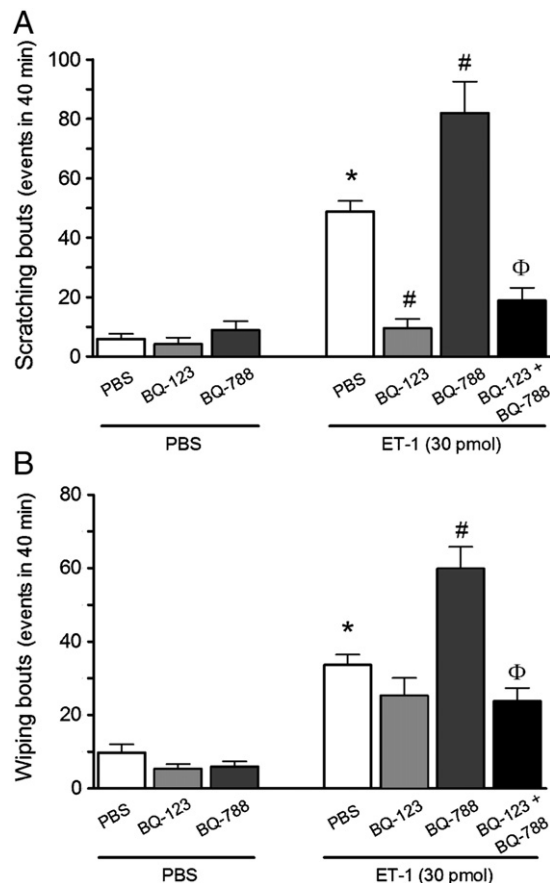 A
Scratching bouts (events in 40 min)
100
80
60
40
20
0
*
#
#
Φ
PBS
BQ-123
BQ-788
PBS
BQ-123
BQ-788
BQ-123 +
BQ-788
PBS
ET-1 (30 pmol)
B
Wiping bouts (events in 40 min)
80
60
40
20
0
*
#
Φ
PBS
BQ-123
BQ-788
PBS
BQ-123
BQ-788
BQ-123 +
BQ-788
PBS
ET-1 (30 pmol)